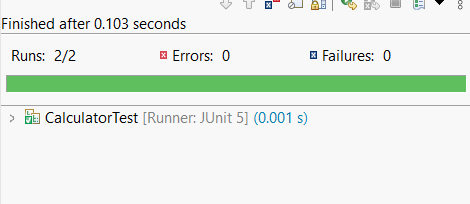 Finished after 0.103 seconds
Runs: 2/2 Errors: 0 Failures: 0
CalculatorTest [Runner: JUnit 5] (0.001 s)